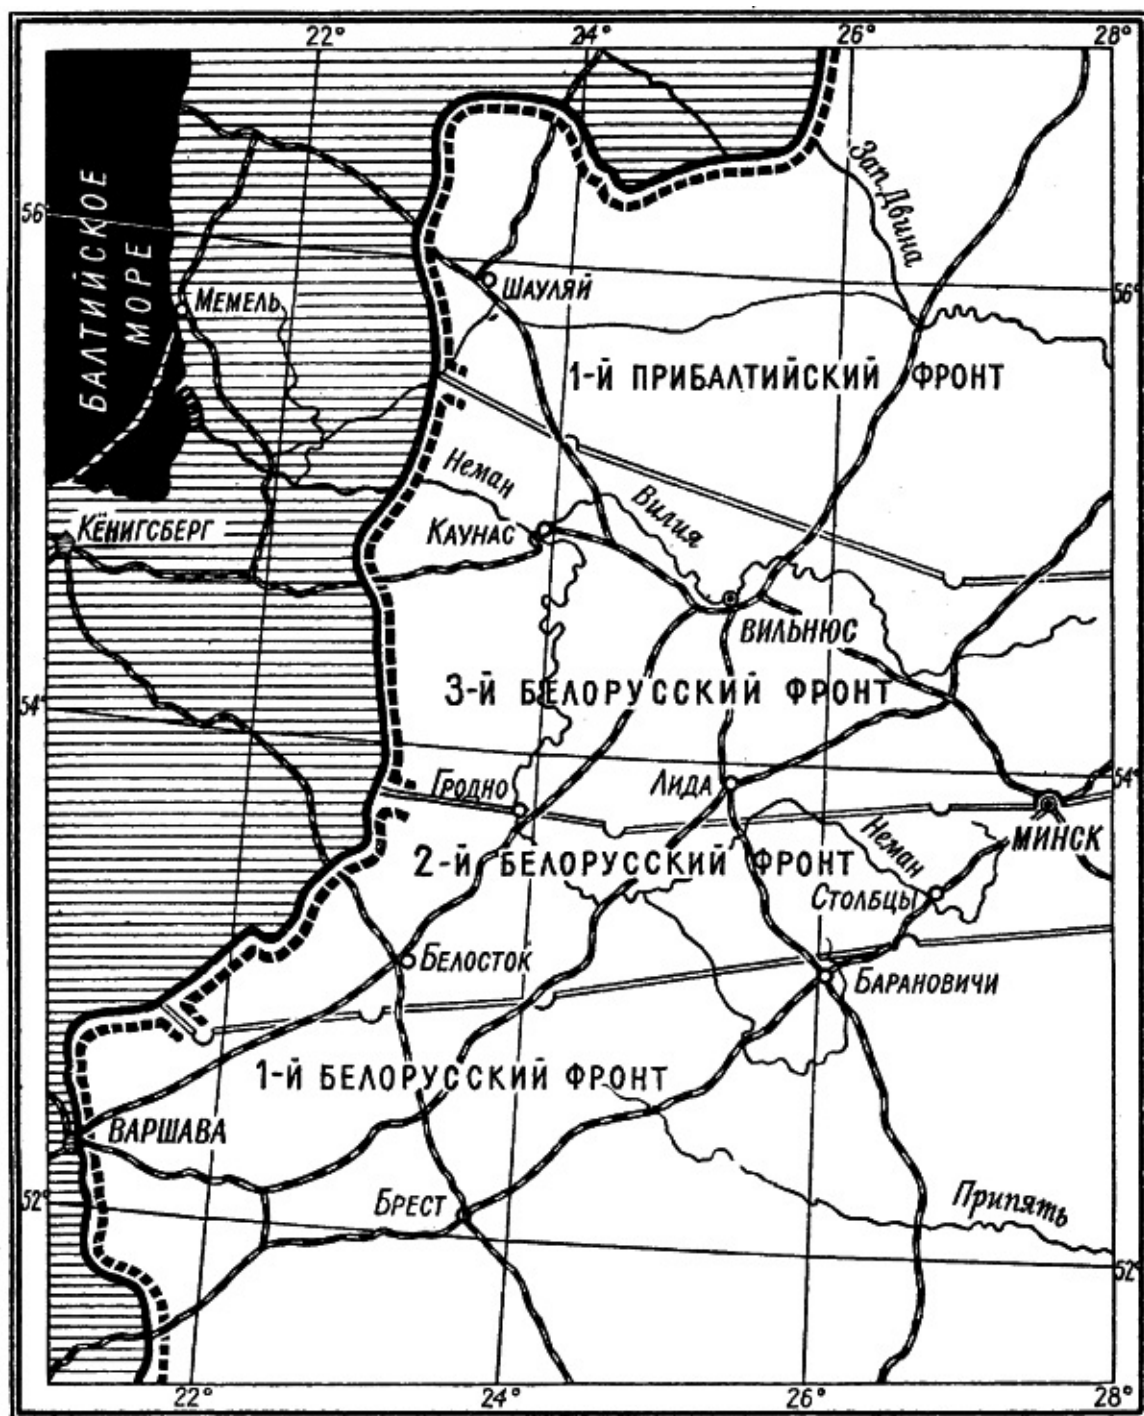 22°
24°
26°
28°
56°
БАЛТИЙСКОЕ
МОРЕ
Зап. Двина
Шауляй
56°
Мемель
1-Й ПРИБАЛТИЙСКИЙ ФРОНТ
Неман
Вилия
Кёнигсберг
Каунас
ВИЛЬНЮС
3-Й БЕЛОРУССКИЙ ФРОНТ
54°
Гродно
Лида
54°
МИНСК
2-Й БЕЛОРУССКИЙ ФРОНТ
Неман
Столбцы
Белосток
Барановичи
1-Й БЕЛОРУССКИЙ ФРОНТ
ВАРШАВА
52°
Брест
Припять
52°
22°
24°
26°
28°